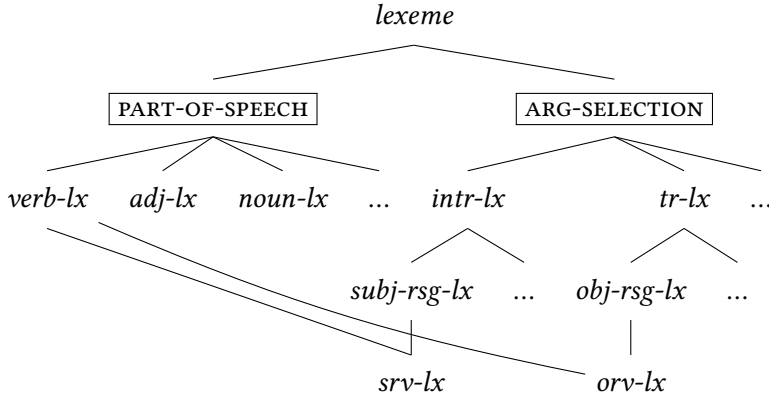 lexeme
PART-OF-SPEECH ARG-SELECTION
verb-lx adj-lx noun-lx ... intr-lx tr-lx ...
subj-rsg-lx ... obj-rsg-lx ...
srv-lx orv-lx